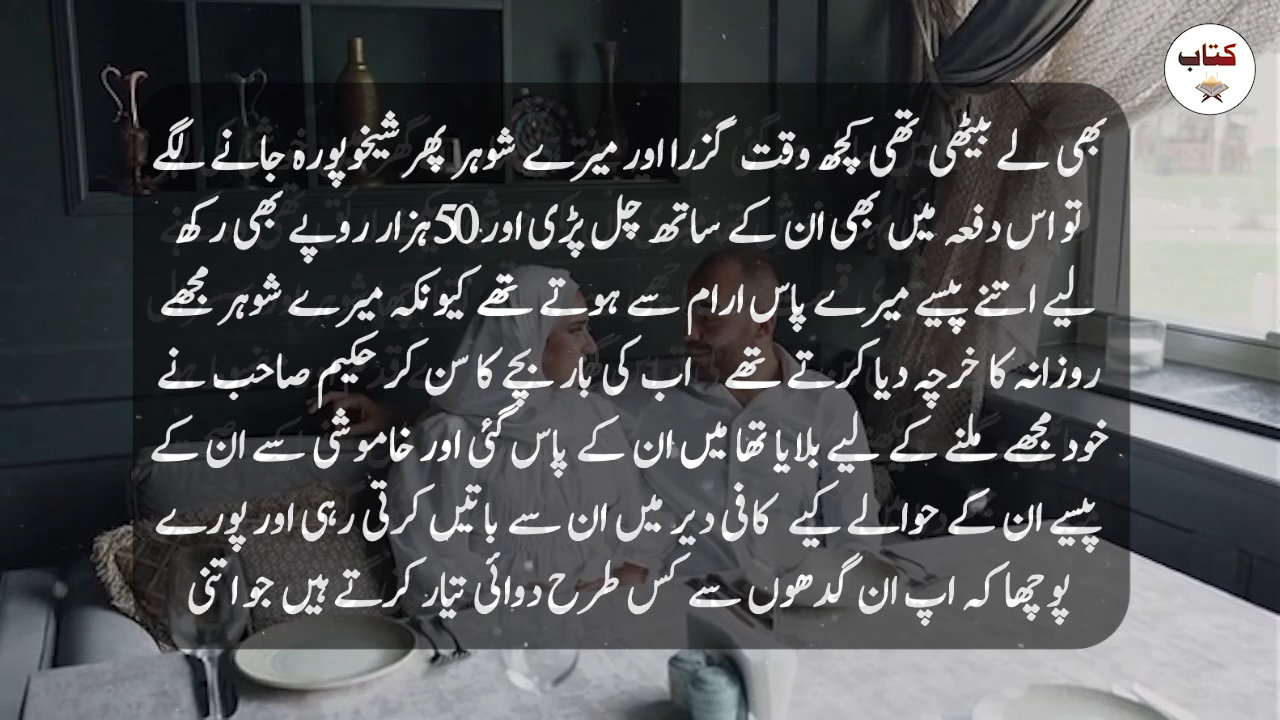 کتاب
بھی لے بیٹھی تھی کچھ وقت گزرا اور میرے شوہر پھر شیخوپورہ جانے لگے
تو اس دفعہ میں بھی ان کے ساتھ چل پڑی اور 50 ہزار روپے بھی رکھ
لیے اتنے پیسے میرے پاس ارام سے ہوتے تھے کیونکہ میرے شوہر مجھے
روزانہ کا خرچہ دیا کرتے تھے اب کی بار بچے کا سن کر حکیم صاحب نے
خود مجھے ملنے کے لیے بلایا تھا میں ان کے پاس گئی اور خاموشی سے ان کے
پیسے ان کے حوالے کیے کافی دیر میں ان سے باتیں کرتی رہی اور پورے
پوچھا کہ اپ ان گدھوں سے کس طرح دوائی تیار کرتے ہیں جو اتنی